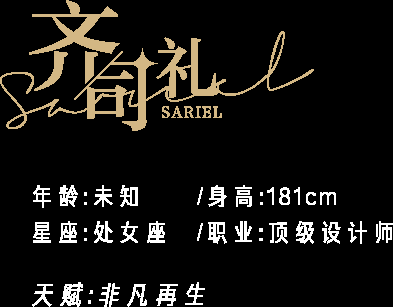 齐司礼
Sariel
SARIEL
年龄:未知 /身高:181cm
星座:处女座 /职业:顶级设计师
天赋:非凡再生